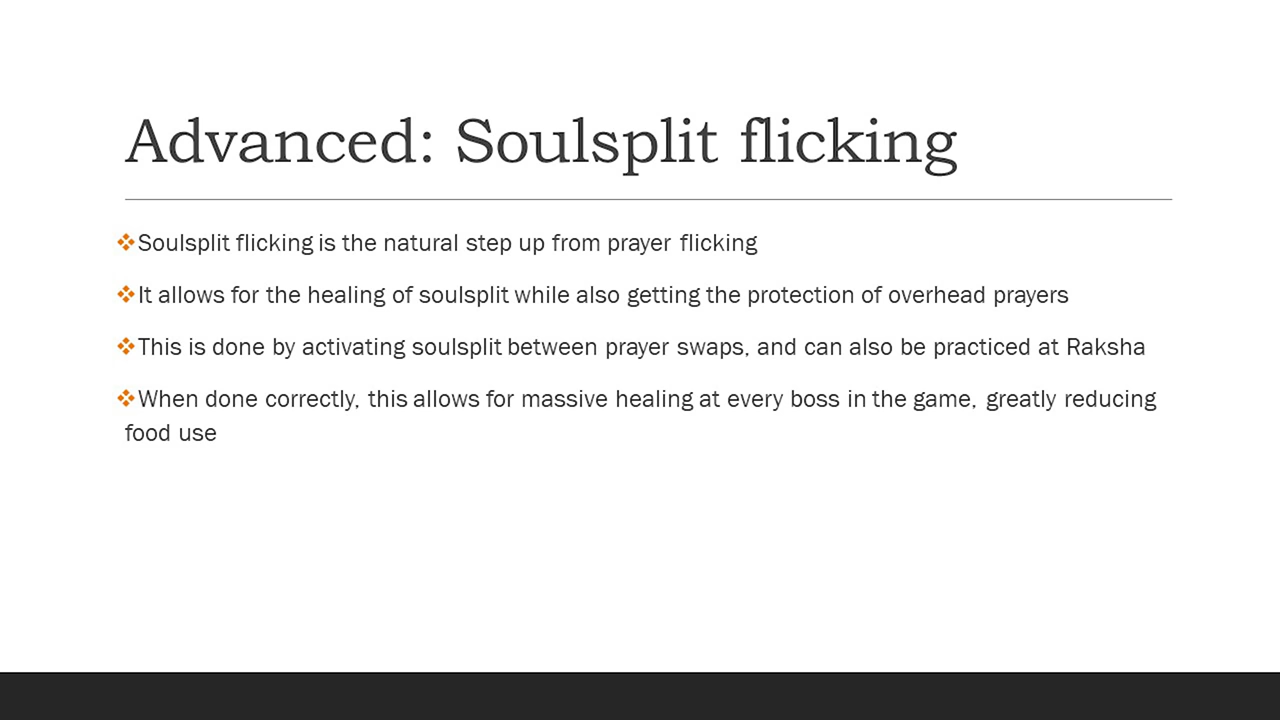 Advanced: Soulsplit flicking
❖Soulsplit flicking is the natural step up from prayer flicking
❖It allows for the healing of soulsplit while also getting the protection of overhead prayers
❖This is done by activating soulsplit between prayer swaps, and can also be practiced at Raksha
❖When done correctly, this allows for massive healing at every boss in the game, greatly reducing
food use